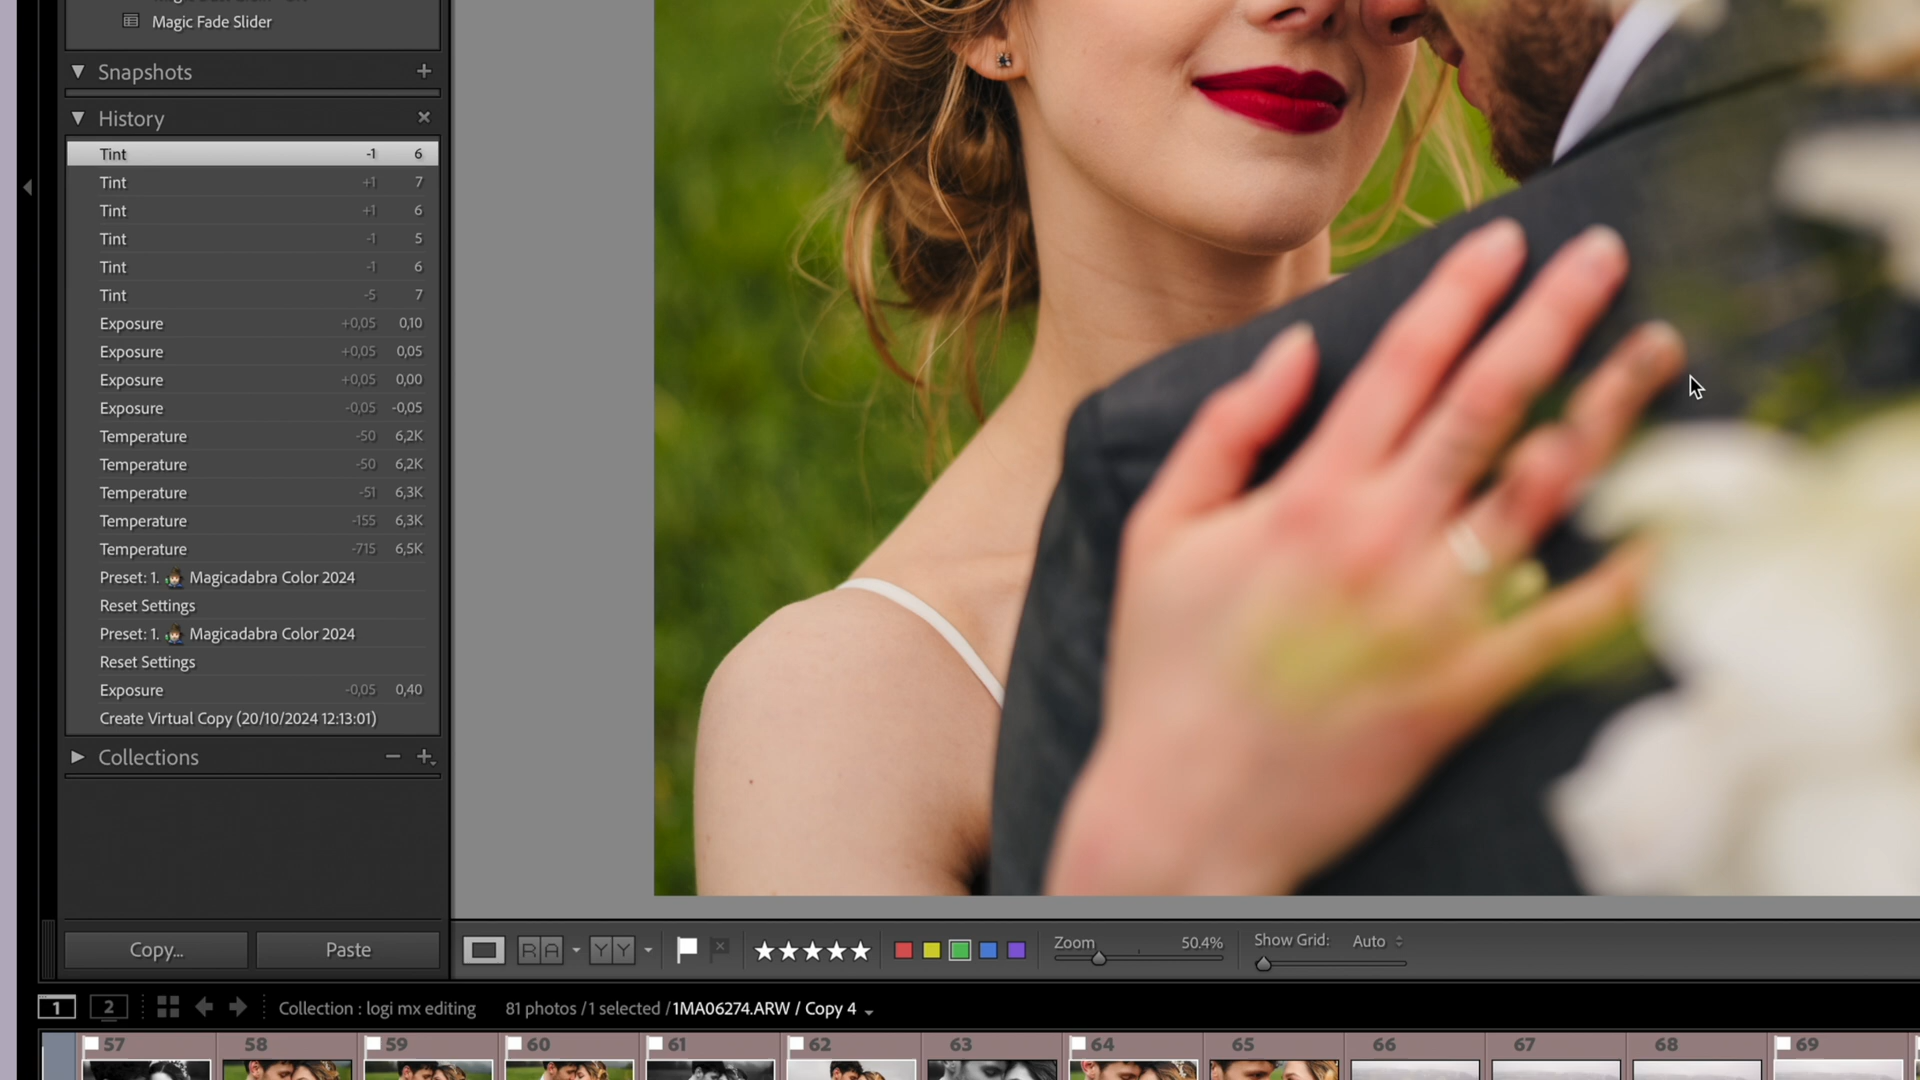 Magic Fade Slider
Snapshots +
History ×
Tint -1 6
Tint +1 7
Tint +1 6
Tint -1 5
Tint -1 6
Tint -5 7
Exposure +0,05 0,10
Exposure +0,05 0,05
Exposure +0,05 0,00
Exposure -0,05 -0,05
Temperature -50 6,2K
Temperature -50 6,2K
Temperature -51 6,3K
Temperature -155 6,3K
Temperature -715 6,5K
Preset: 1. Magicadabra Color 2024
Reset Settings
Preset: 1. Magicadabra Color 2024
Reset Settings
Exposure -0,05 0,40
Create Virtual Copy (20/10/2024 12:13:01)
Collections − +
Copy... Paste
R A Y Y Zoom 50.4% Show Grid: Auto
1 2 Collection : logi mx editing 81 photos / 1 selected / 1MA06274.ARW / Copy 4
57 58 59 60 61 62 63 64 65 66 67 68 69